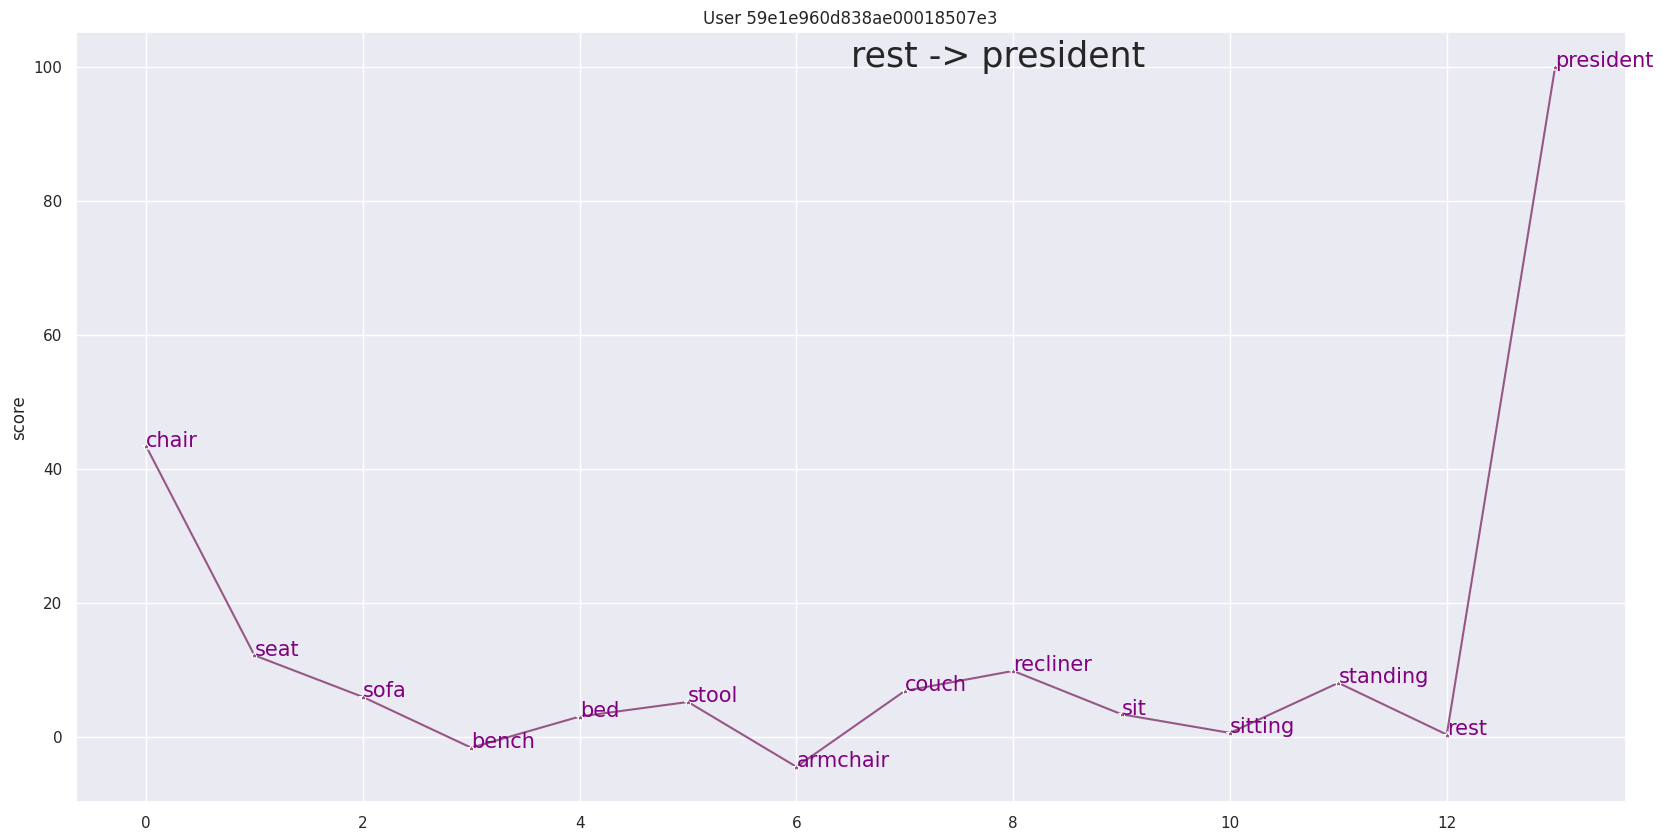 User 59e1e960d838ae00018507e3
rest -> president
score
100
80
60
40
20
0
chair
seat
sofa
bench
bed
stool
armchair
couch
recliner
sit
sitting
standing
rest
president
0 2 4 6 8 10 12